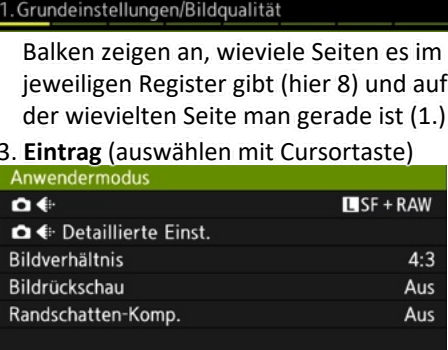 1. Grundeinstellungen/Bildqualität
Balken zeigen an, wieviele Seiten es im
jeweiligen Register gibt (hier 8) und auf
der wievielten Seite man gerade ist (1.)
3. Eintrag (auswählen mit Cursortaste)
Anwendermodus
L SF + RAW
Detaillierte Einst.
Bildverhältnis 4:3
Bildrückschau Aus
Randschatten-Komp. Aus